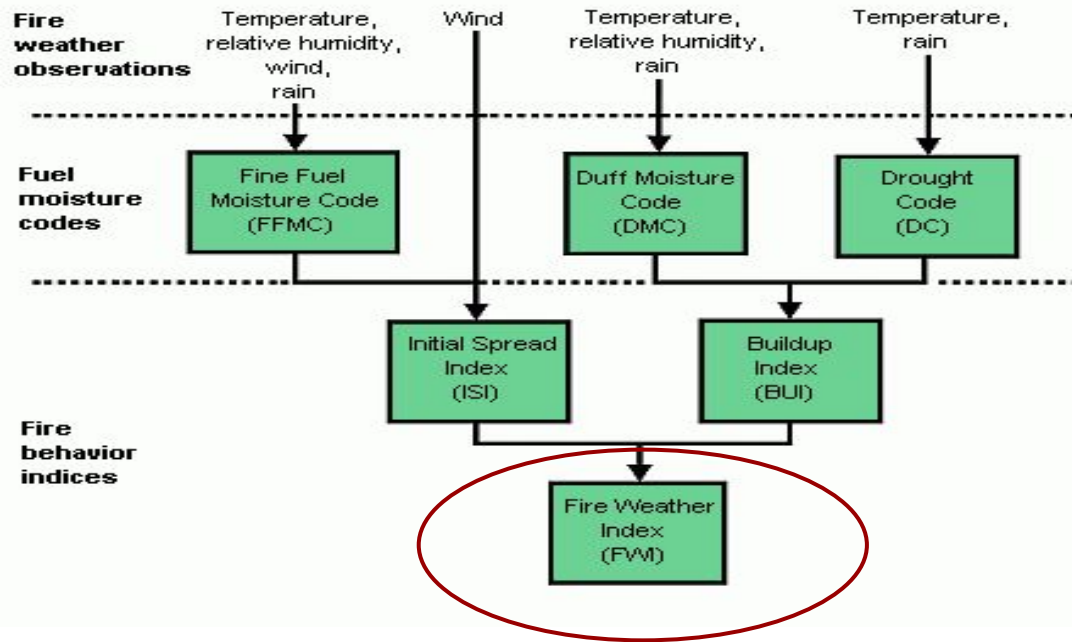 Fire
weather
observations
Temperature,
relative humidity,
wind,
rain
Wind
Temperature,
relative humidity,
rain
Temperature,
rain
Fuel
moisture
codes
Fine Fuel
Moisture Code
(FFMC)
Duff Moisture
Code
(DMC)
Drought
Code
(DC)
Initial Spread
Index
(ISI)
Buildup
Index
(BUI)
Fire
behavior
indices
Fire Weather
Index
(FWI)